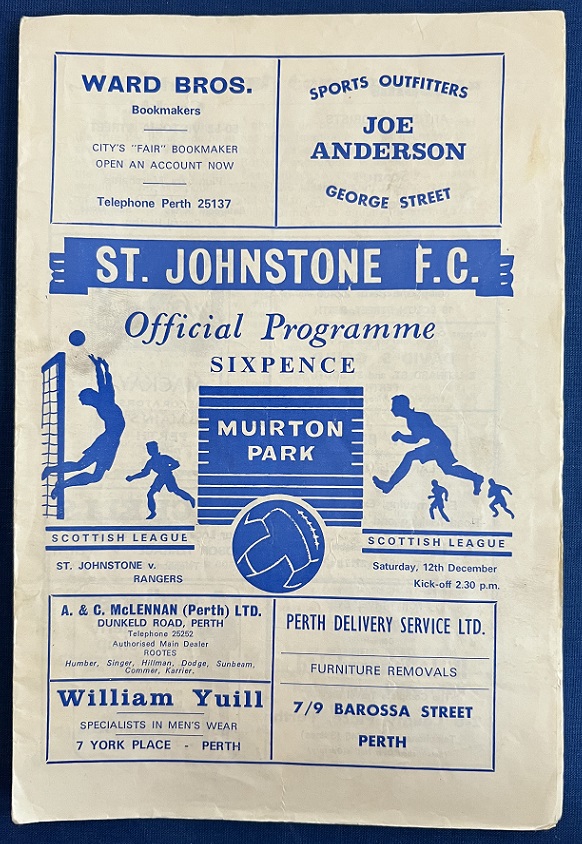 WARD BROS.
Bookmakers
CITY'S "FAIR" BOOKMAKER
OPEN AN ACCOUNT NOW
Telephone Perth 25137
SPORTS OUTFITTERS
JOE
ANDERSON
GEORGE STREET
ST. JOHNSTONE F.C.
Official Programme
SIXPENCE
MUIRTON
PARK
SCOTTISH LEAGUE
ST. JOHNSTONE v.
RANGERS
SCOTTISH LEAGUE
Saturday, 12th December
Kick-off 2.30 p.m.
A. & C. McLENNAN (Perth) LTD.
DUNKELD ROAD, PERTH
Telephone 25252
Authorised Main Dealer
ROOTES
Humber, Singer, Hillman, Dodge, Sunbeam,
Commer, Karrier.
William Yuill
SPECIALISTS IN MEN'S WEAR
7 YORK PLACE - PERTH
PERTH DELIVERY SERVICE LTD.
FURNITURE REMOVALS
7/9 BAROSSA STREET
PERTH